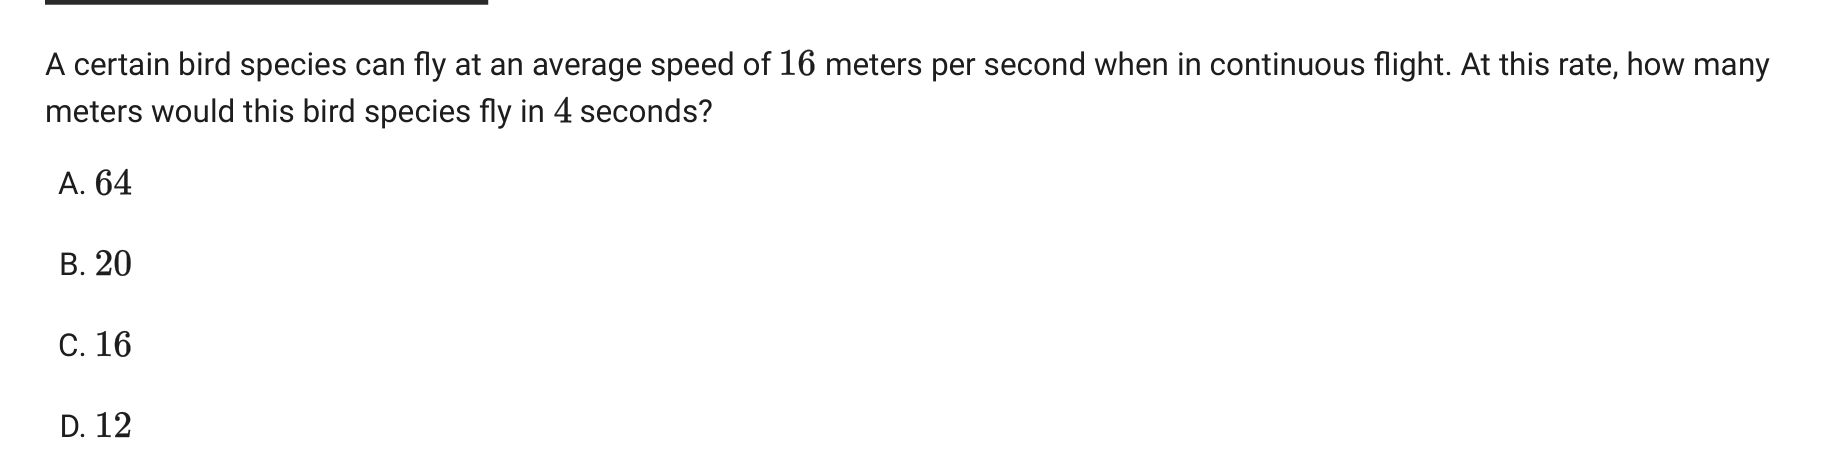 A certain bird species can fly at an average speed of 16 meters per second when in continuous flight. At this rate, how many
meters would this bird species fly in 4 seconds?
A. 64
B. 20
C. 16
D. 12